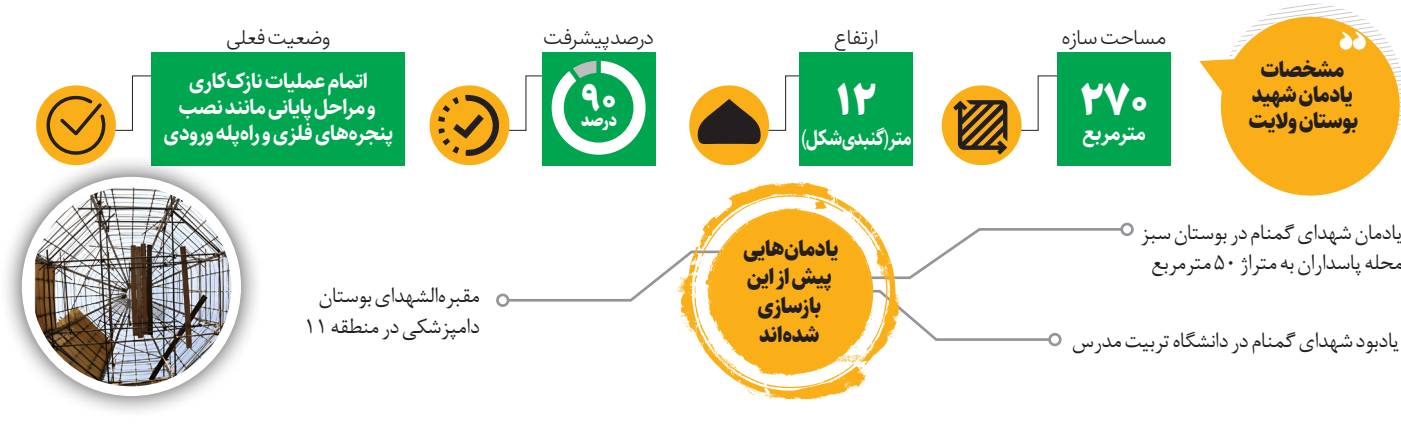 مشخصات
یادمان شهید
بوستان ولایت
مساحت سازه
۲۷۰
مترمربع
ارتفاع
۱۲
متر(گنبدی‌شکل)
درصد پیشرفت
۹۰
درصد
وضعیت فعلی
اتمام عملیات نازک‌کاری
و مراحل پایانی مانند نصب
پنجره‌های فلزی و راه‌پله ورودی
یادمان‌هایی
پیش از این
بازسازی
شده‌اند
یادمان شهدای گمنام در بوستان سبز
محله پاسداران به متراژ ۵۰ مترمربع
یادبود شهدای گمنام در دانشگاه تربیت مدرس
مقبره‌الشهدای بوستان
دامپزشکی در منطقه ۱۱